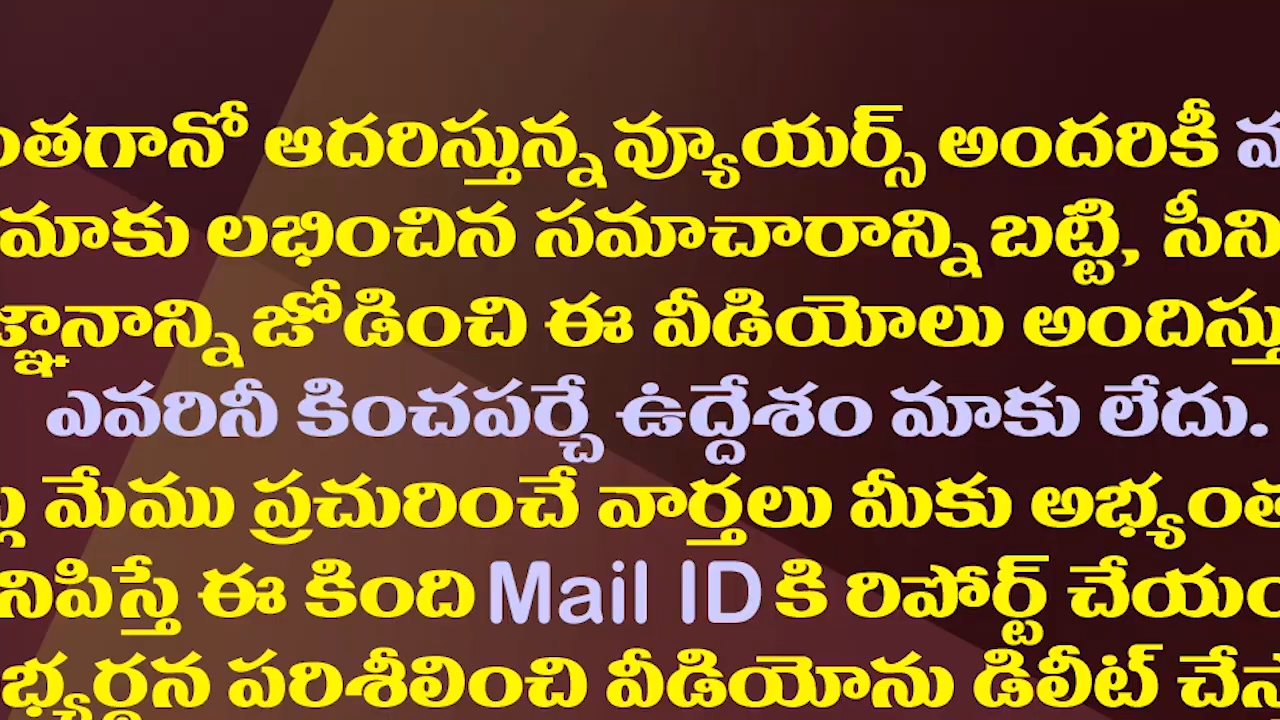 ంతగానో ఆదరిస్తున్న వ్యూయర్స్ అందరికీ
మాకు లభించిన సమాచారాన్ని బట్టి, సీని
జ్ఞానాన్ని జోడించి ఈ వీడియోలు అందిస్తు
ఎవరినీ కించపర్చే ఉద్దేశం మాకు లేదు.
మేము ప్రచురించే వార్తలు మీకు అభ్యంత
నిపిస్తే ఈ కింది Mail ID కి రిపోర్ట్ చేయం
భ్యర్థన పరిశీలించి వీడియోను డిలీట్ చేస